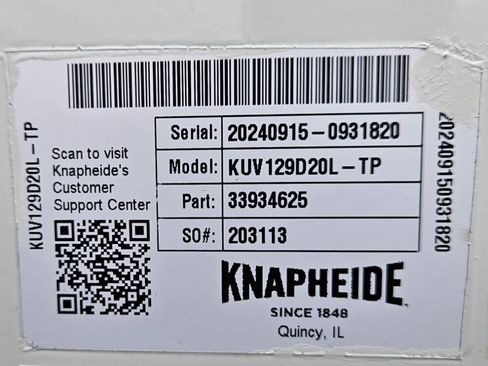 KUV129D20L-TP
Scan to visit
Knapheide's
Customer
Support Center
Serial: 20240915-0931820
Model: KUV129D20L-TP
Part: 33934625
SO#: 203113
KNAPHEIDE
SINCE 1848
Quincy, IL
202409150931820